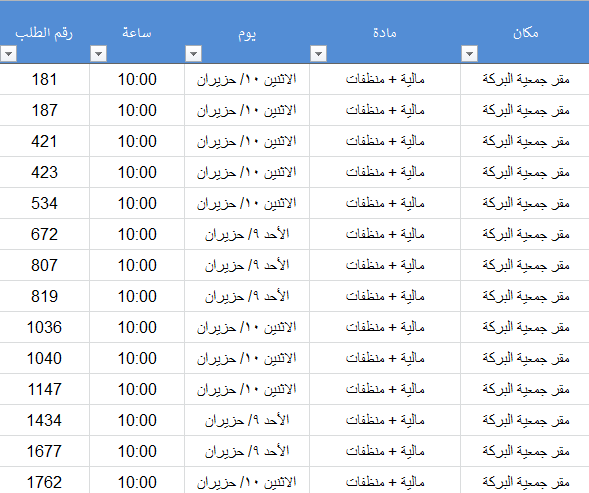 مكان مادة يوم ساعة رقم الطلب
مقر جمعية البركة مالية + منظفات الاثنين ١٠/ حزيران 10:00 181
مقر جمعية البركة مالية + منظفات الاثنين ١٠/ حزيران 10:00 187
مقر جمعية البركة مالية + منظفات الاثنين ١٠/ حزيران 10:00 421
مقر جمعية البركة مالية + منظفات الاثنين ١٠/ حزيران 10:00 423
مقر جمعية البركة مالية + منظفات الاثنين ١٠/ حزيران 10:00 534
مقر جمعية البركة مالية + منظفات الأحد ٩/ حزيران 10:00 672
مقر جمعية البركة مالية + منظفات الأحد ٩/ حزيران 10:00 807
مقر جمعية البركة مالية + منظفات الأحد ٩/ حزيران 10:00 819
مقر جمعية البركة مالية + منظفات الاثنين ١٠/ حزيران 10:00 1036
مقر جمعية البركة مالية + منظفات الاثنين ١٠/ حزيران 10:00 1040
مقر جمعية البركة مالية + منظفات الاثنين ١٠/ حزيران 10:00 1147
مقر جمعية البركة مالية + منظفات الأحد ٩/ حزيران 10:00 1434
مقر جمعية البركة مالية + منظفات الأحد ٩/ حزيران 10:00 1677
مقر جمعية البركة مالية + منظفات الاثنين ١٠/ حزيران 10:00 1762